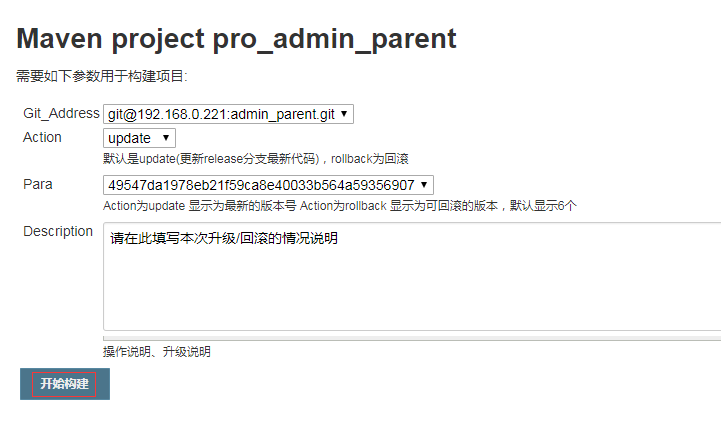 Maven project pro_admin_parent
需要如下参数用于构建项目:
Git_Address git@192.168.0.221:admin_parent.git
Action update
默认是update(更新release分支最新代码)，rollback为回滚
Para 49547da1978eb21f59ca8e40033b564a59356907
Action为update 显示为最新的版本号 Action为rollback 显示为可回滚的版本，默认显示6个
Description 请在此填写本次升级/回滚的情况说明
操作说明、升级说明
开始构建